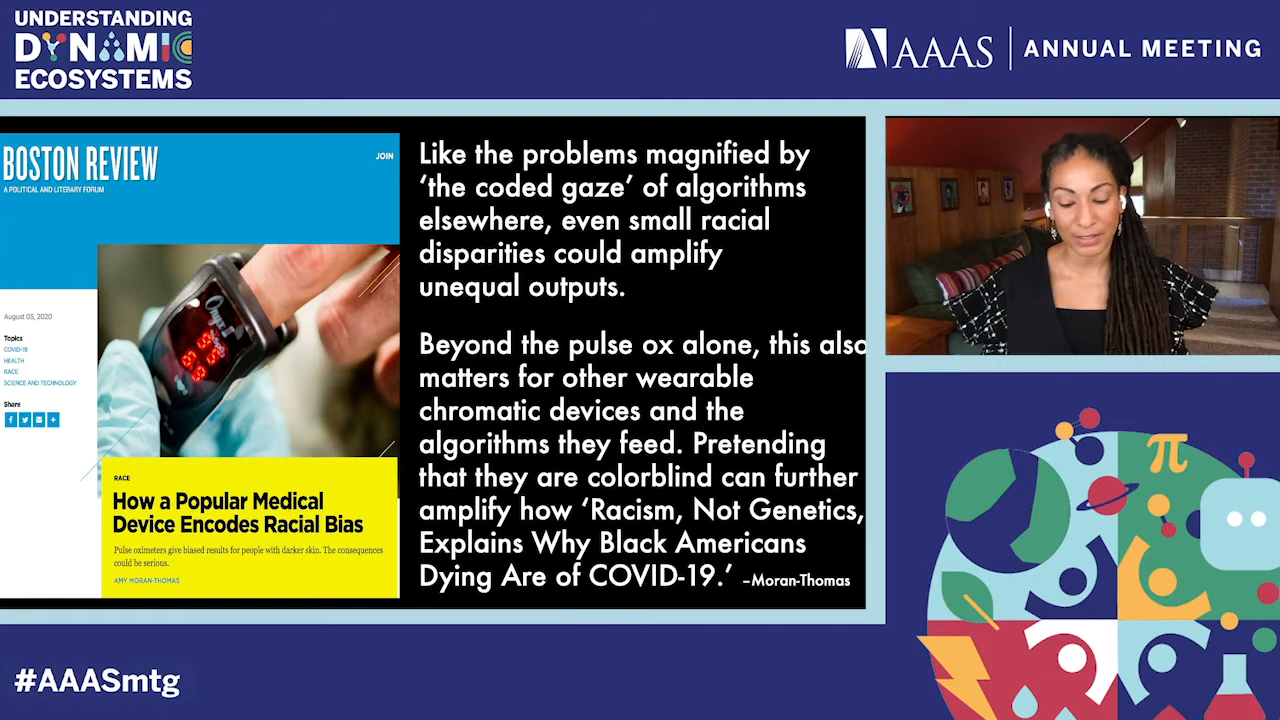 UNDERSTANDING
DYNAMIC
ECOSYSTEMS
AAAS
ANNUAL MEETING
BOSTON REVIEW
A POLITICAL AND LITERARY FORUM
JOIN
August 05, 2020
Topics
COVID-19
HEALTH
RACE
SCIENCE AND TECHNOLOGY
Share
RACE
How a Popular Medical
Device Encodes Racial Bias
Pulse oximeters give biased results for people with darker skin. The consequences
could be serious.
AMY MORAN-THOMAS
Like the problems magnified by
‘the coded gaze’ of algorithms
elsewhere, even small racial
disparities could amplify
unequal outputs.
Beyond the pulse ox alone, this also
matters for other wearable
chromatic devices and the
algorithms they feed. Pretending
that they are colorblind can further
amplify how ‘Racism, Not Genetics,
Explains Why Black Americans
Dying Are of COVID-19.’ –Moran-Thomas
π
#AAASmtg